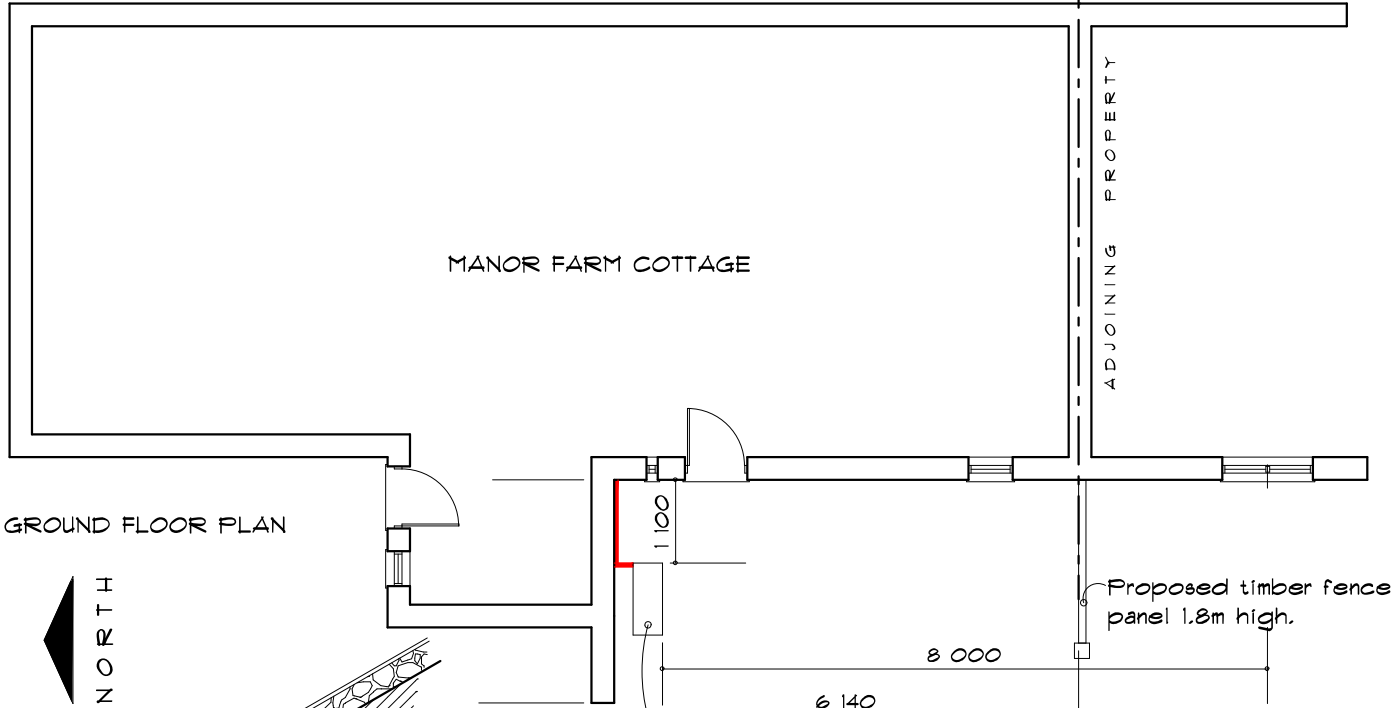 ADJOINING PROPERTY
MANOR FARM COTTAGE
GROUND FLOOR PLAN
1 100
NORTH
Proposed timber fence
panel 1.8m high.
8 000
6 140